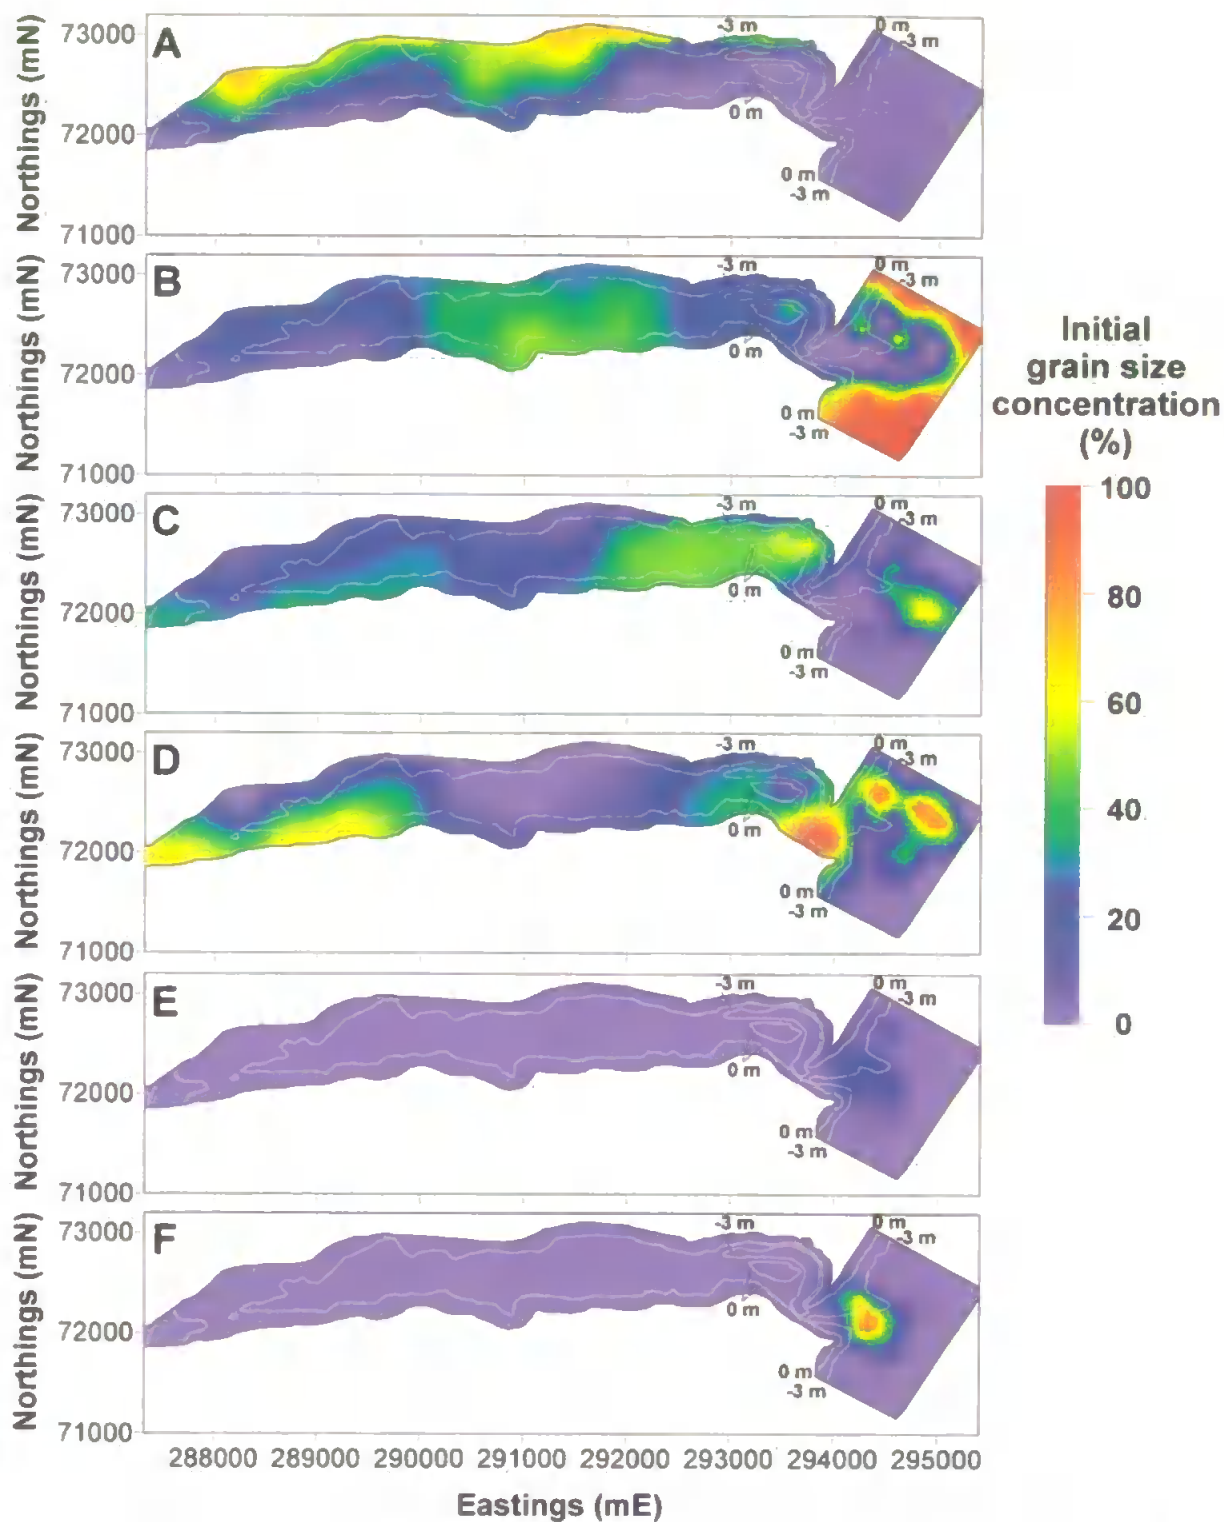 A
Northings (mN)
73000
72000
71000
-3 m
0 m
0 m
-3 m
0 m
-3 m
B
Northings (mN)
73000
72000
71000
-3 m
0 m
0 m
-3 m
0 m
-3 m
C
Northings (mN)
73000
72000
71000
-3 m
0 m
0 m
-3 m
0 m
-3 m
D
Northings (mN)
73000
72000
71000
-3 m
0 m
0 m
-3 m
0 m
-3 m
E
Northings (mN)
73000
72000
71000
-3 m
0 m
0 m
-3 m
0 m
-3 m
F
Northings (mN)
73000
72000
71000
-3 m
0 m
0 m
-3 m
0 m
-3 m
288000 289000 290000 291000 292000 293000 294000 295000
Eastings (mE)
Initial
grain size
concentration
(%)
100
80
60
40
20
0